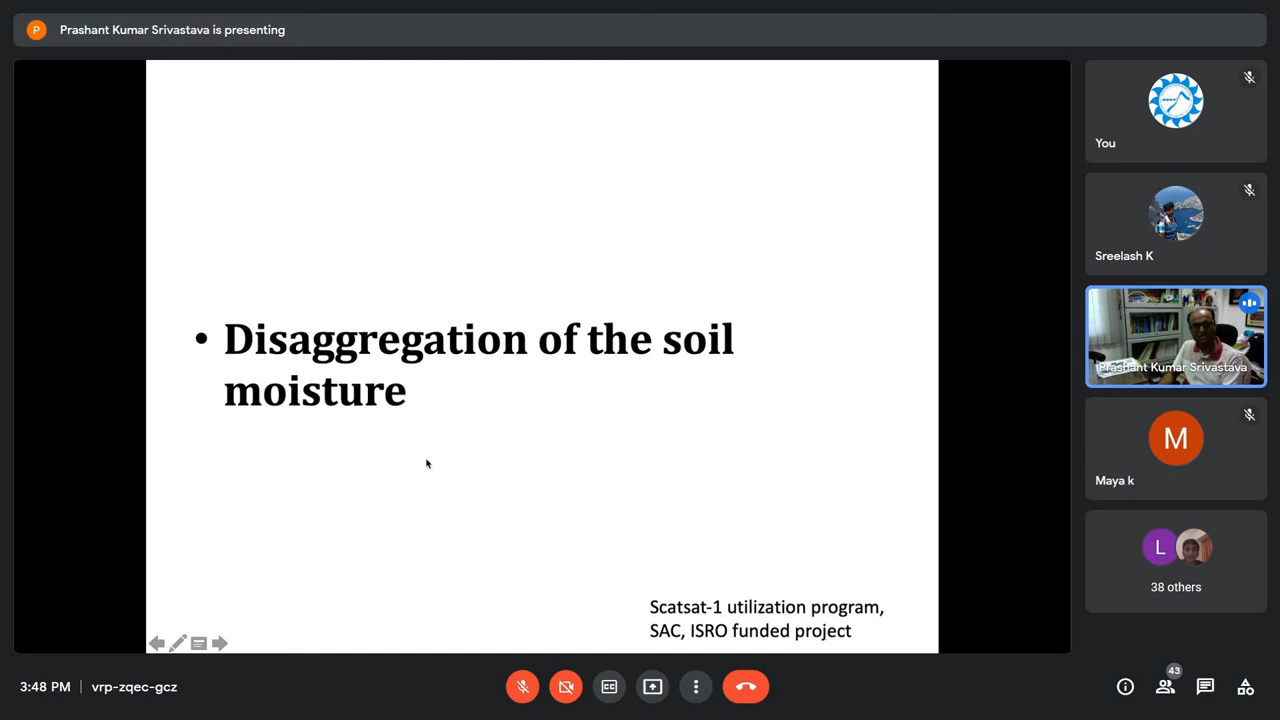 P Prashant Kumar Srivastava is presenting
You
Sreelash K
• Disaggregation of the soil
moisture
Prashant Kumar Srivastava
M
Maya k
L
38 others
Scatsat-1 utilization program,
SAC, ISRO funded project
3:48 PM | vrp-zqec-gcz
CC
43